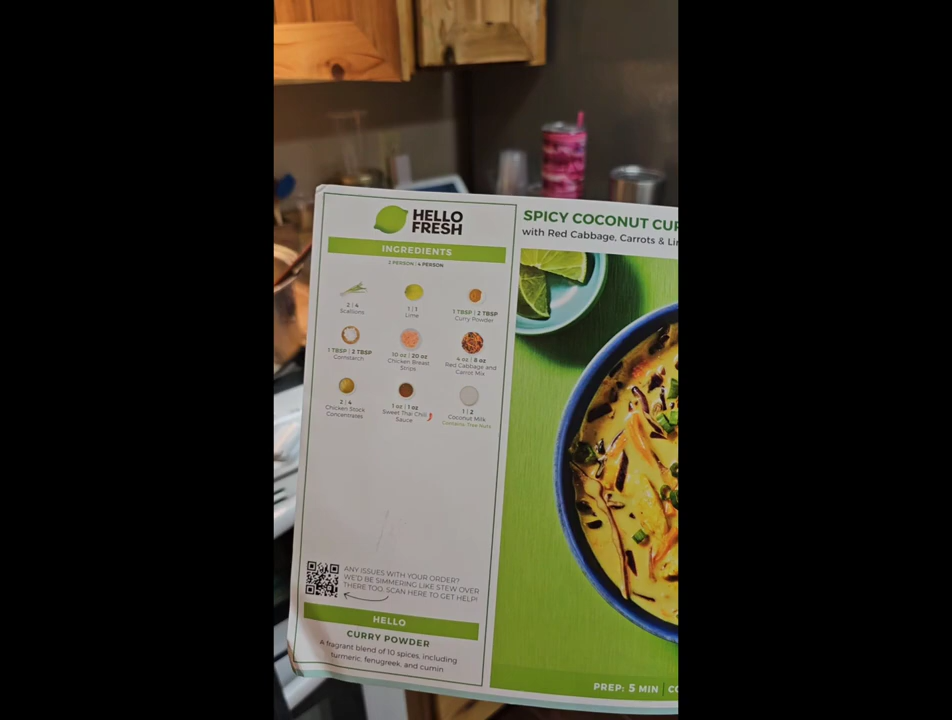 HELLO
FRESH
INGREDIENTS
2 PERSON | 4 PERSON
2 | 4
Scallions
1 | 1
Lime
1 TBSP | 2 TBSP
Curry Powder
1 TBSP | 2 TBSP
Cornstarch
10 oz | 20 oz
Chicken Breast
Strips
4 oz | 8 oz
Red Cabbage and
Carrot Mix
2 | 4
Chicken Stock
Concentrates
1 oz | 1 oz
Sweet Thai Chili
Sauce
1 | 2
Coconut Milk
Contains: Tree Nuts
ANY ISSUES WITH YOUR ORDER?
WE'D BE SIMMERING LIKE STEW OVER
THERE TOO. SCAN HERE TO GET HELP!
HELLO
CURRY POWDER
A fragrant blend of 10 spices, including
turmeric, fenugreek, and cumin
SPICY COCONUT CU
with Red Cabbage, Carrots & Li
PREP: 5 MIN | CO